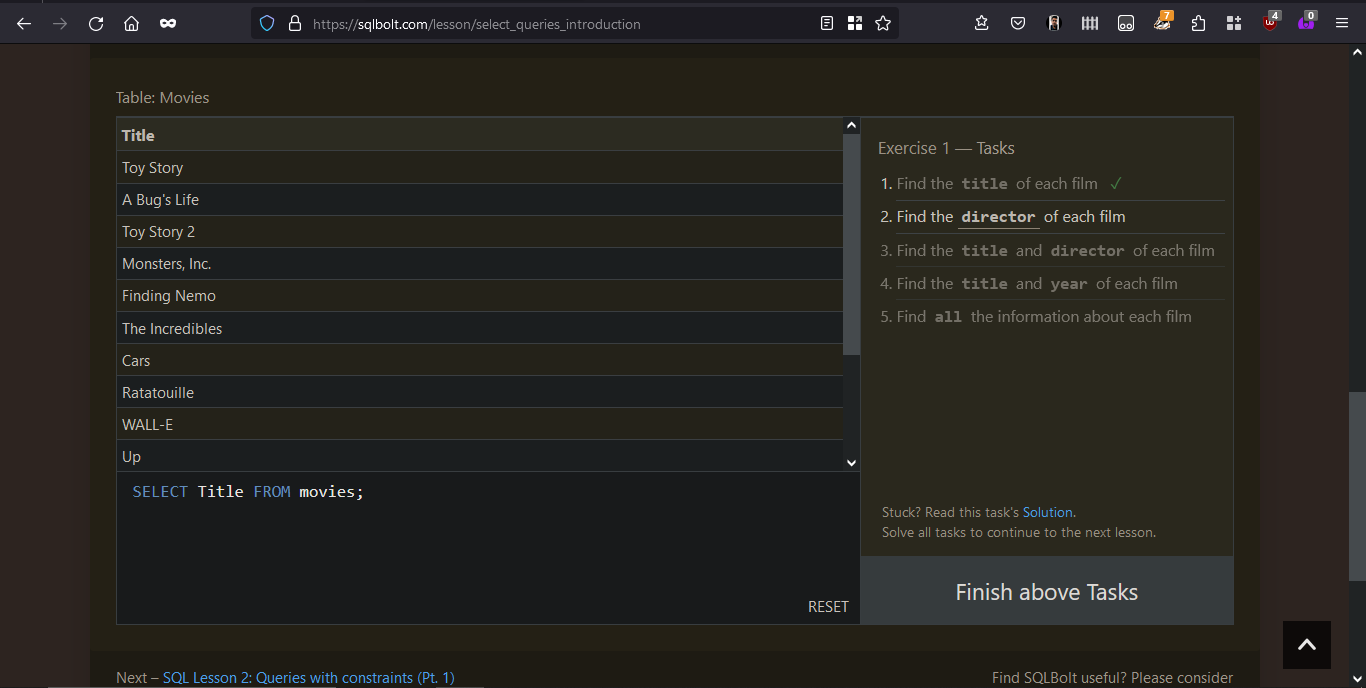 https://sqlbolt.com/lesson/select_queries_introduction
7
4
0
Table: Movies
Title
Toy Story
A Bug's Life
Toy Story 2
Monsters, Inc.
Finding Nemo
The Incredibles
Cars
Ratatouille
WALL-E
Up
SELECT Title FROM movies;
RESET
Exercise 1 — Tasks
1. Find the title of each film ✓
2. Find the director of each film
3. Find the title and director of each film
4. Find the title and year of each film
5. Find all the information about each film
Stuck? Read this task's Solution.
Solve all tasks to continue to the next lesson.
Finish above Tasks
Next – SQL Lesson 2: Queries with constraints (Pt. 1)
Find SQLBolt useful? Please consider